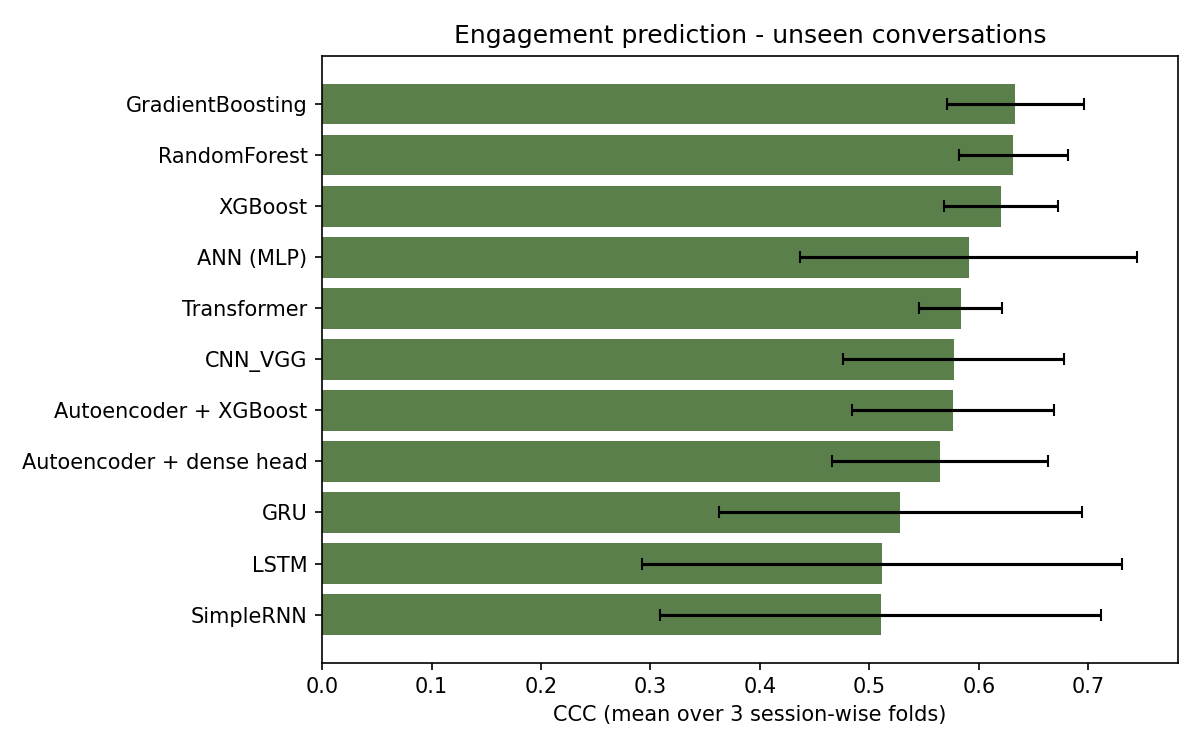 Engagement prediction - unseen conversations
GradientBoosting
RandomForest
XGBoost
ANN (MLP)
Transformer
CNN_VGG
Autoencoder + XGBoost
Autoencoder + dense head
GRU
LSTM
SimpleRNN
0.0 0.1 0.2 0.3 0.4 0.5 0.6 0.7
CCC (mean over 3 session-wise folds)